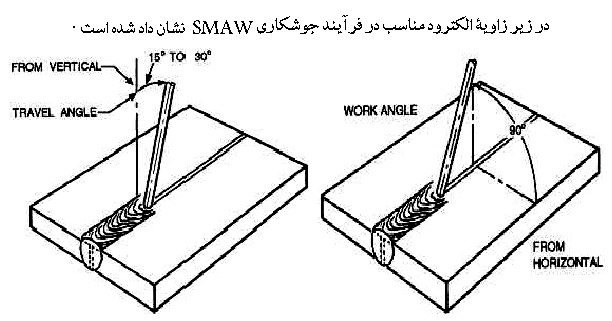 در زیر زاویهٔ الکترود مناسب در فرآیند جوشکاری SMAW نشان داد شده است .
FROM VERTICAL
15° TO 30°
TRAVEL ANGLE
WORK ANGLE
90°
FROM
HORIZONTAL